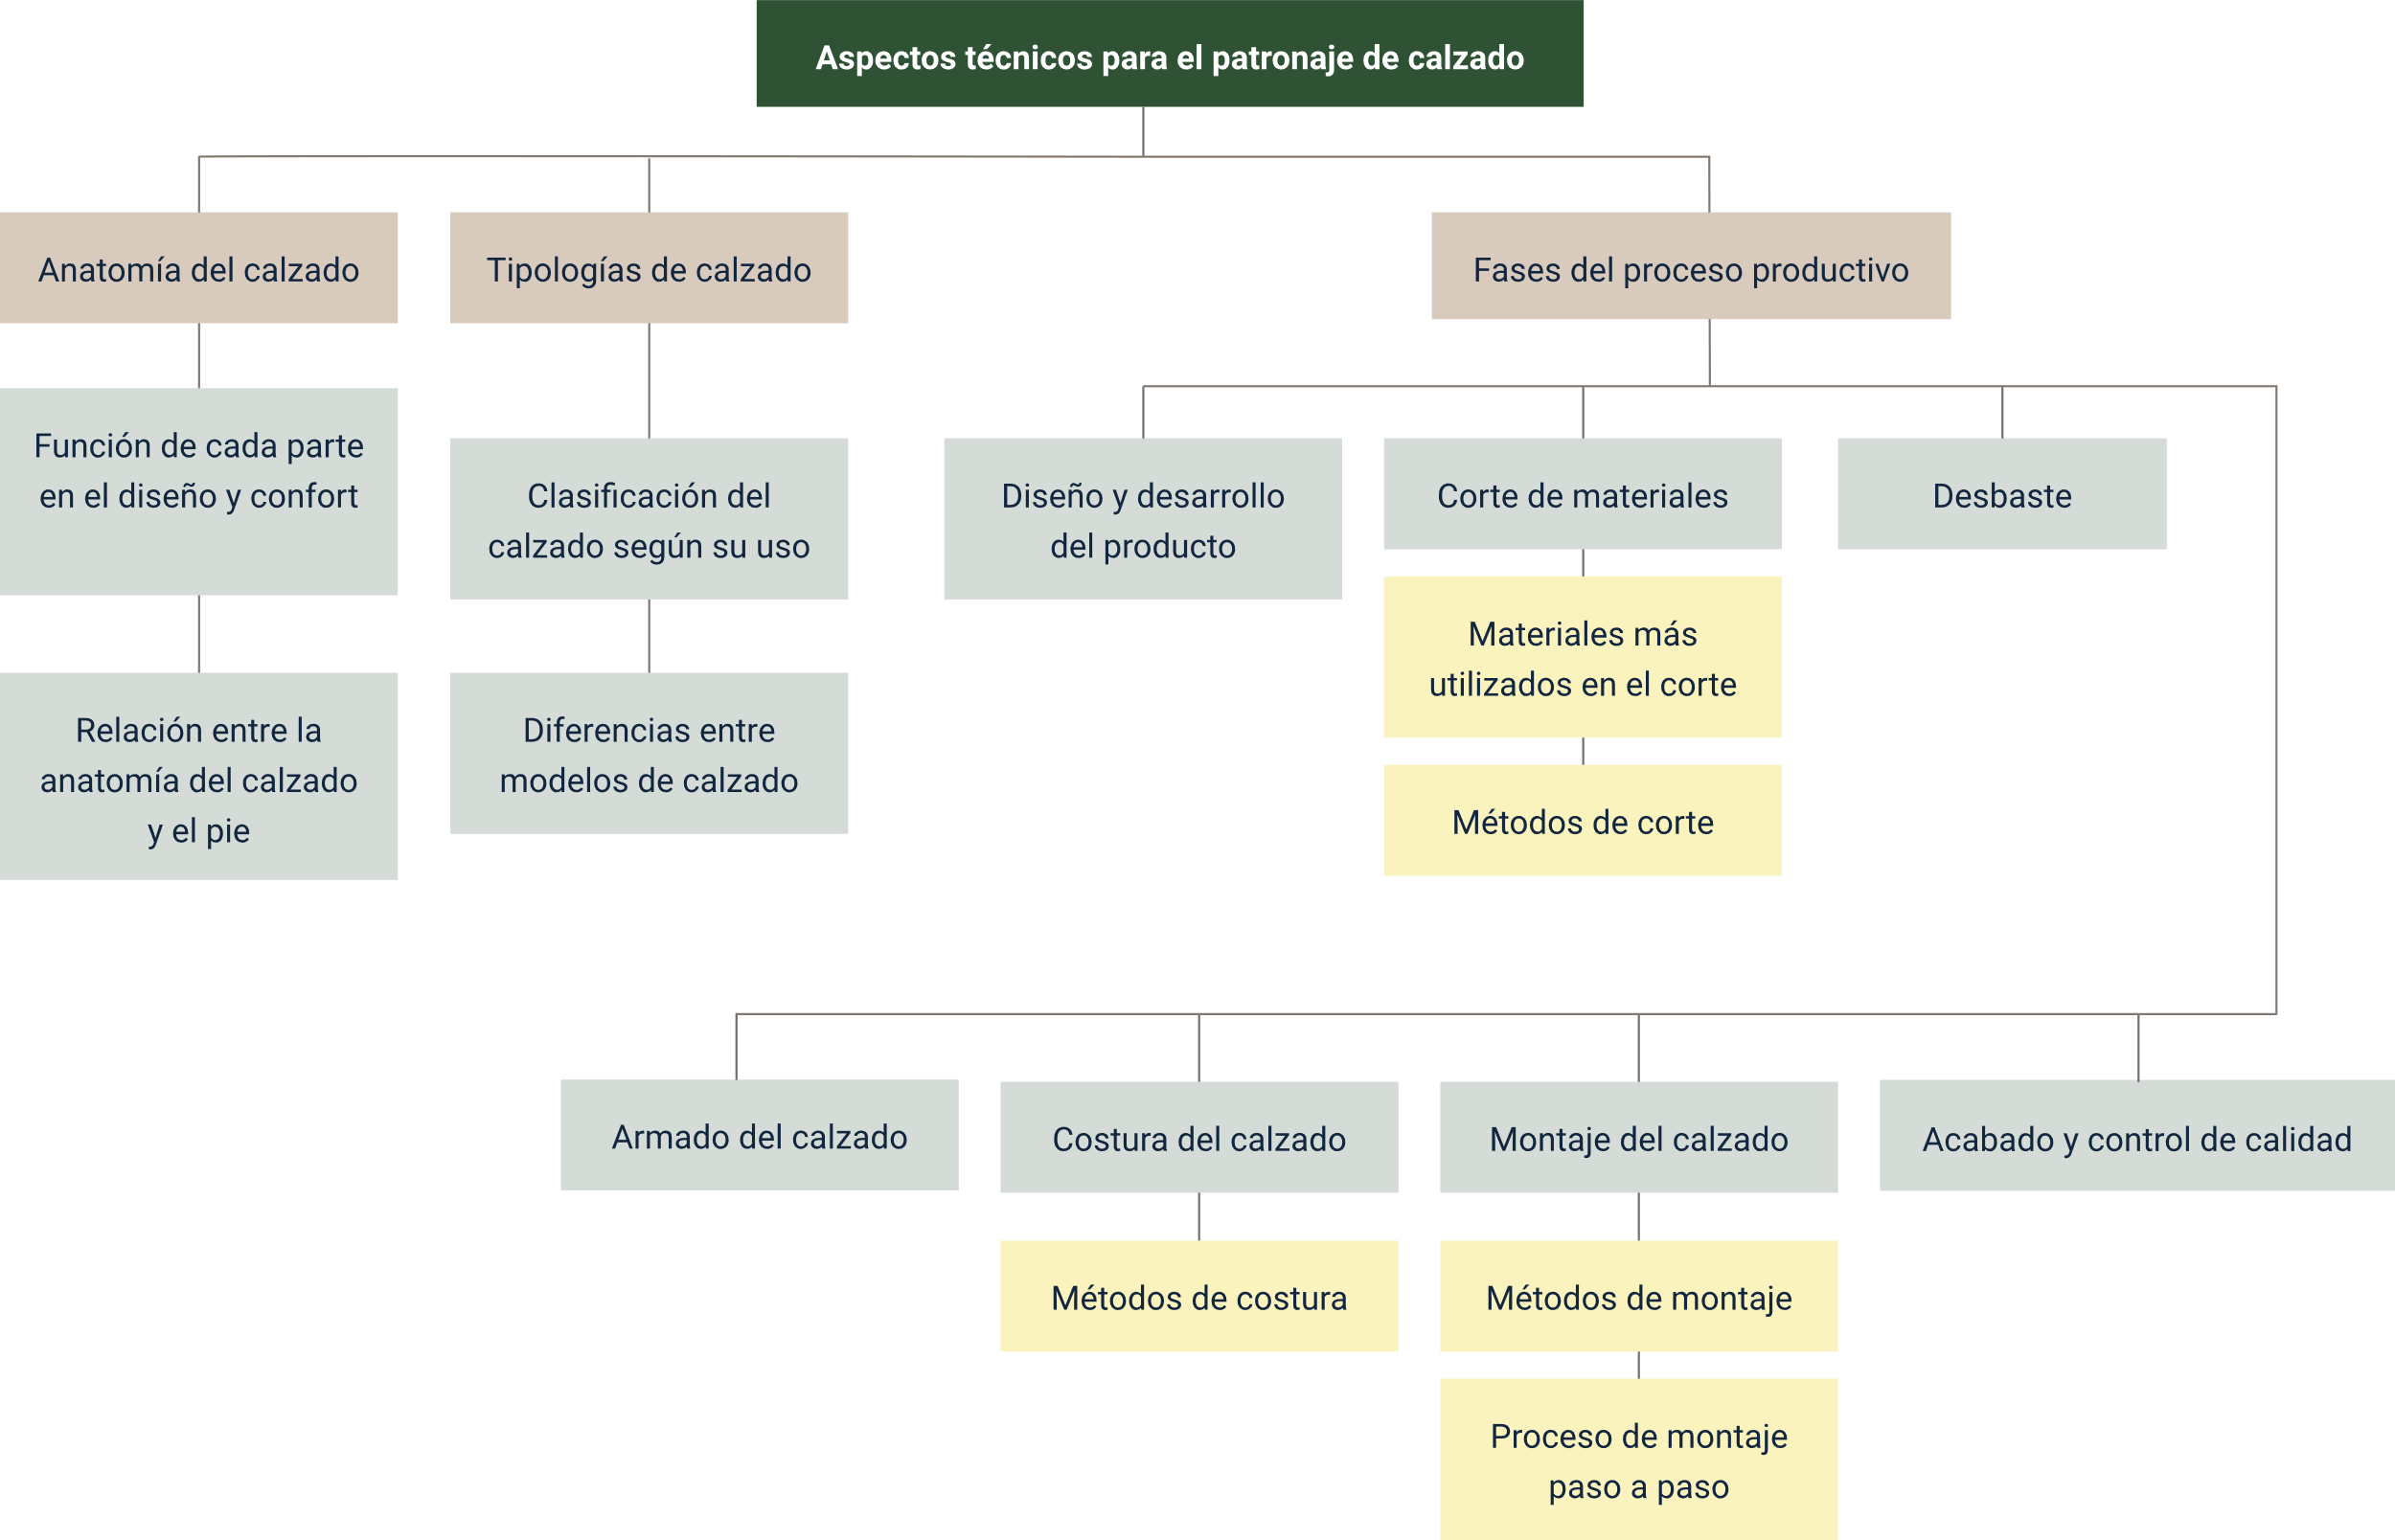 Aspectos técnicos para el patronaje de calzado
Anatomía del calzado
Tipologías de calzado
Fases del proceso productivo
Función de cada parte
en el diseño y confort
Clasificación del
calzado según su uso
Diseño y desarrollo
del producto
Corte de materiales
Desbaste
Materiales más
utilizados en el corte
Relación entre la
anatomía del calzado
y el pie
Diferencias entre
modelos de calzado
Métodos de corte
Armado del calzado
Costura del calzado
Montaje del calzado
Acabado y control de calidad
Métodos de costura
Métodos de montaje
Proceso de montaje
paso a paso